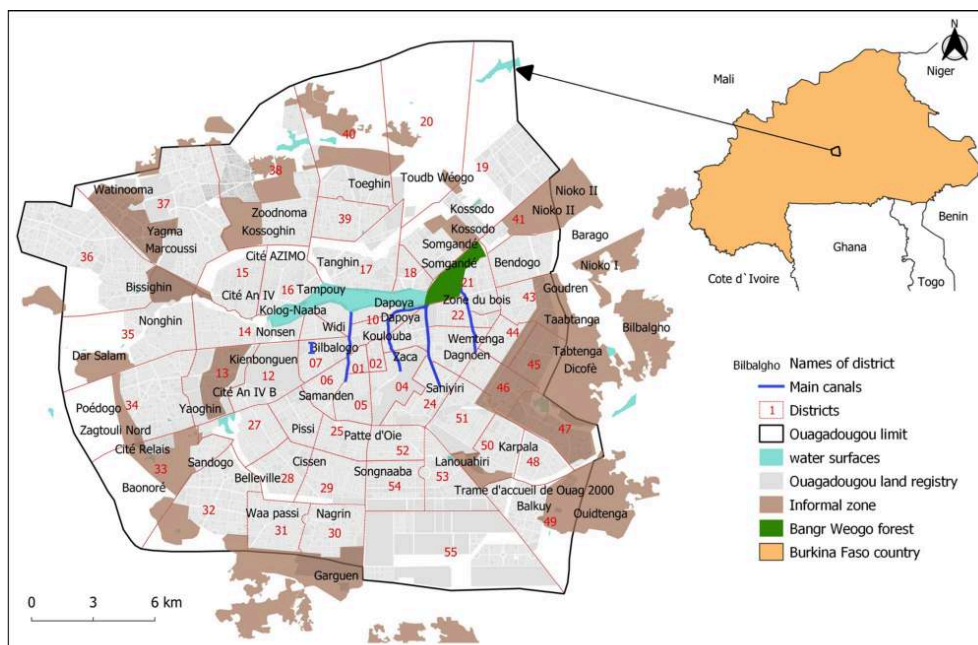 N
Mali
Niger
Benin
Ghana
Togo
Cote d`Ivoire
20
40
19
38
Toeghin
Toudb Wéogo
Watinooma
37
Zoodnoma
39
Kossodo
Nioko II
41
Nioko II
Yagma
Kossoghin
Kossodo
Marcoussi
Somgandé
Barago
36
Cité AZIMO
Tanghin
17
18
Somgandé
Bendogo
Nioko I
15
21
Bissighin
16
Tampouy
Goudren
Cité An IV
Zone du bois
43
Kolog-Naaba
Dapoya
Nonghin
10
Dapoya
22
Taabtanga
Bilbalgho
35
14
Nonsen
Widi
Koulouba
Wemtenga
44
Bilbalogo
Dagnoen
Tabtenga
Dar Salam
Kienbonguen
07
01
02
Zaca
45
Dicofè
13
12
06
04
Saniyiri
46
Cité An IV B
Samanden
34
Poédogo
Yaoghin
05
24
27
51
Zagtouli Nord
Pissi
25
Patte d'Oie
47
Cité Relais
52
50
Karpala
33
Sandogo
Cissen
Lanouahiri
48
Baonoré
Belleville
28
29
Songnaaba
54
53
Trame d'accueil de Ouag 2000
32
Waa passi
Nagrin
Balkuy
49
Ouidtenga
31
30
55
Garguen
0 3 6 km
Bilbalgho Names of district
Main canals
1 Districts
Ouagadougou limit
water surfaces
Ouagadougou land registry
Informal zone
Bangr Weogo forest
Burkina Faso country